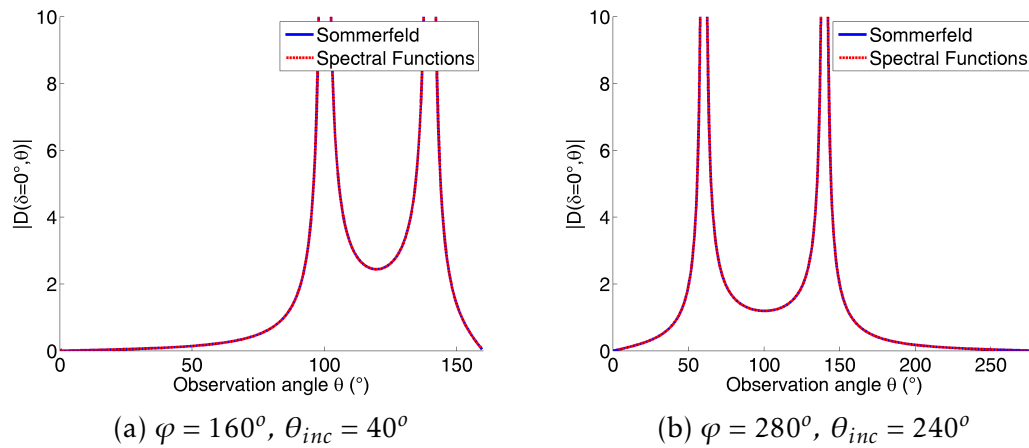 10
8
6
4
2
0
|D(δ=0°,θ)|
Sommerfeld
Spectral Functions
0 50 100 150
Observation angle θ (°)
(a) φ = 160°, θinc = 40°
10
8
6
4
2
0
|D(δ=0°,θ)|
Sommerfeld
Spectral Functions
0 50 100 150 200 250
Observation angle θ (°)
(b) φ = 280°, θinc = 240°